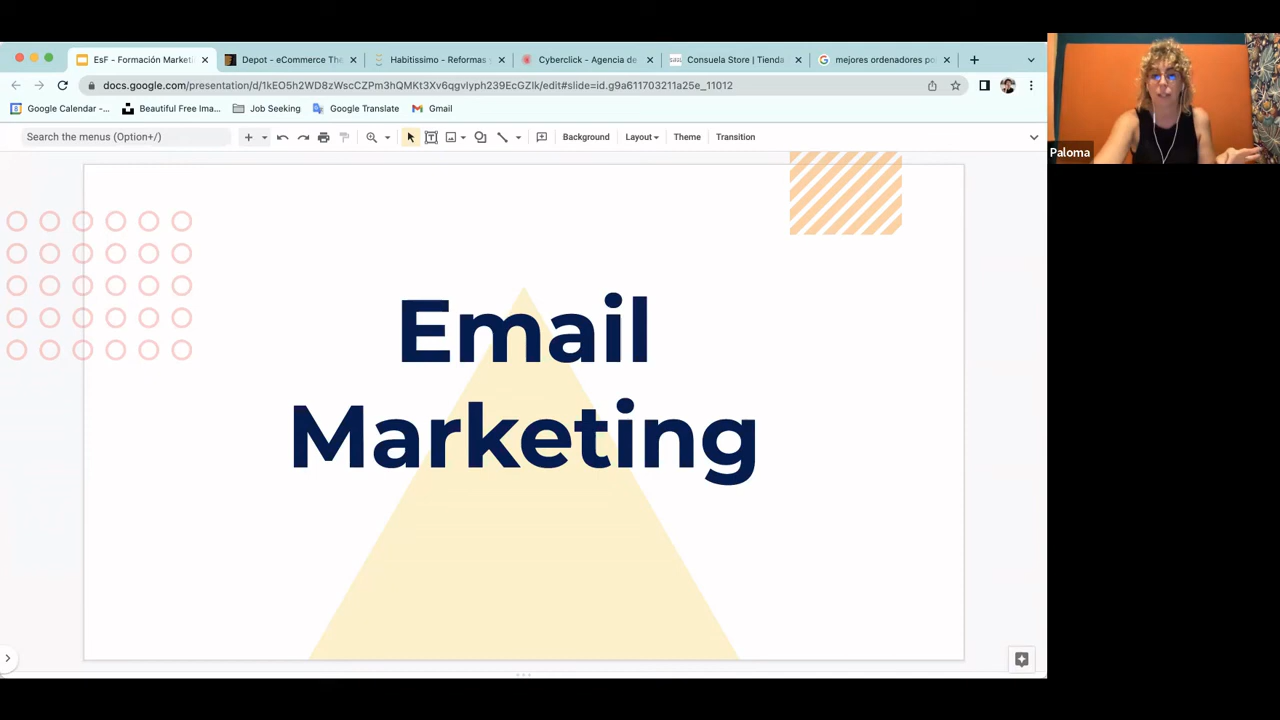 EsF - Formación Marketi
Depot - eCommerce The
Habitissimo - Reformas
Cyberclick - Agencia de
Consuela Store | Tienda
mejores ordenadores po
docs.google.com/presentation/d/1kEO5h2WD8zWscCZPm3hQMKt3Xv6qgvlyph239EcGZlk/edit#slide=id.g9a611703211a25e_11012
Google Calendar -...
Beautiful Free Ima...
Job Seeking
Google Translate
Gmail
Search the menus (Option+/)
Background
Layout
Theme
Transition
Paloma
Email
Marketing